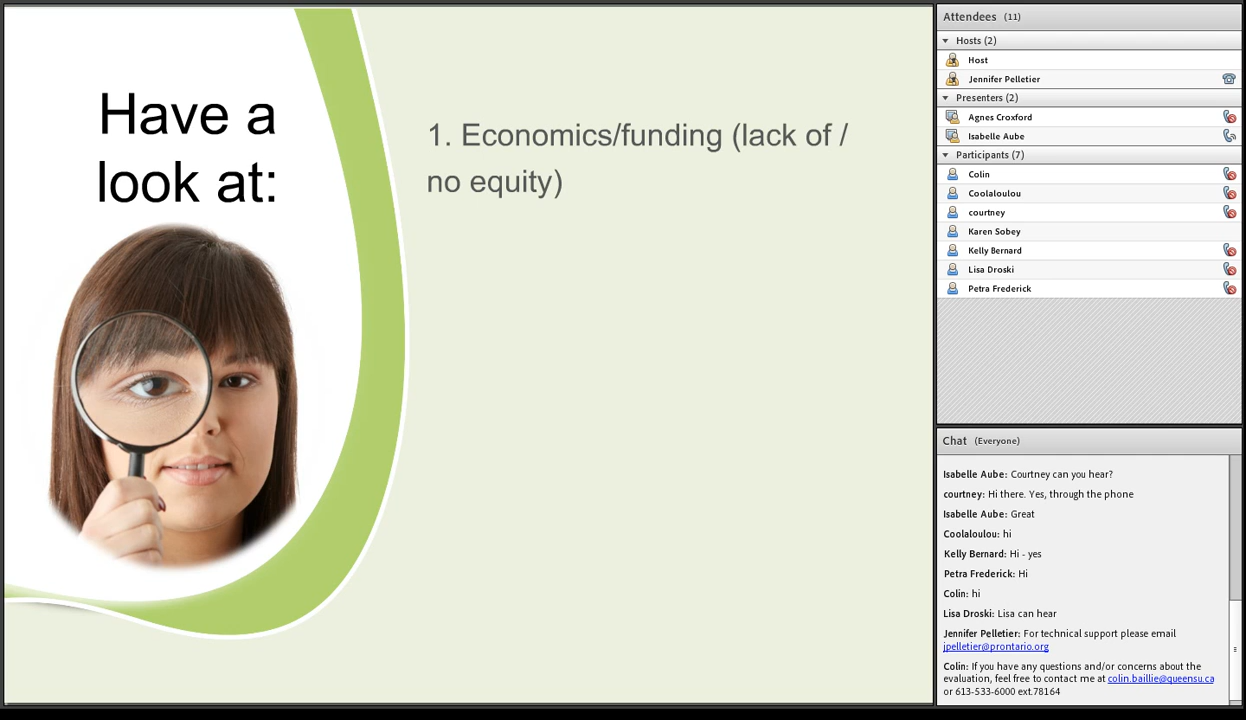 Have a
look at:
1. Economics/funding (lack of /
no equity)
Attendees (11)
Hosts (2)
Host
Jennifer Pelletier
Presenters (2)
Agnes Croxford
Isabelle Aube
Participants (7)
Colin
Coolaloulou
courtney
Karen Sobey
Kelly Bernard
Lisa Droski
Petra Frederick
Chat (Everyone)
Isabelle Aube: Courtney can you hear?
courtney: Hi there. Yes, through the phone
Isabelle Aube: Great
Coolaloulou: hi
Kelly Bernard: Hi - yes
Petra Frederick: Hi
Colin: hi
Lisa Droski: Lisa can hear
Jennifer Pelletier: For technical support please email
jpelletier@prontario.org
Colin: If you have any questions and/or concerns about the
evaluation, feel free to contact me at colin.baillie@queensu.ca
or 613-533-6000 ext.78164